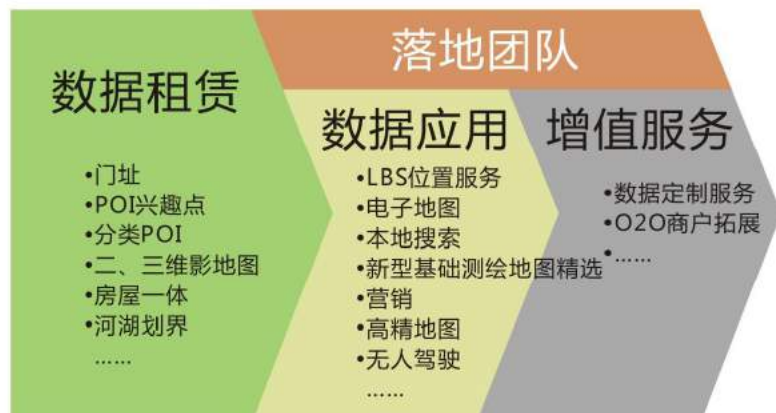 落地团队
数据租赁
•门址
•POI兴趣点
•分类POI
•二、三维影地图
•房屋一体
•河湖划界
……
数据应用
•LBS位置服务
•电子地图
•本地搜索
•新型基础测绘地图精选
•营销
•高精地图
•无人驾驶
……
增值服务
•数据定制服务
•O2O商户拓展
•……